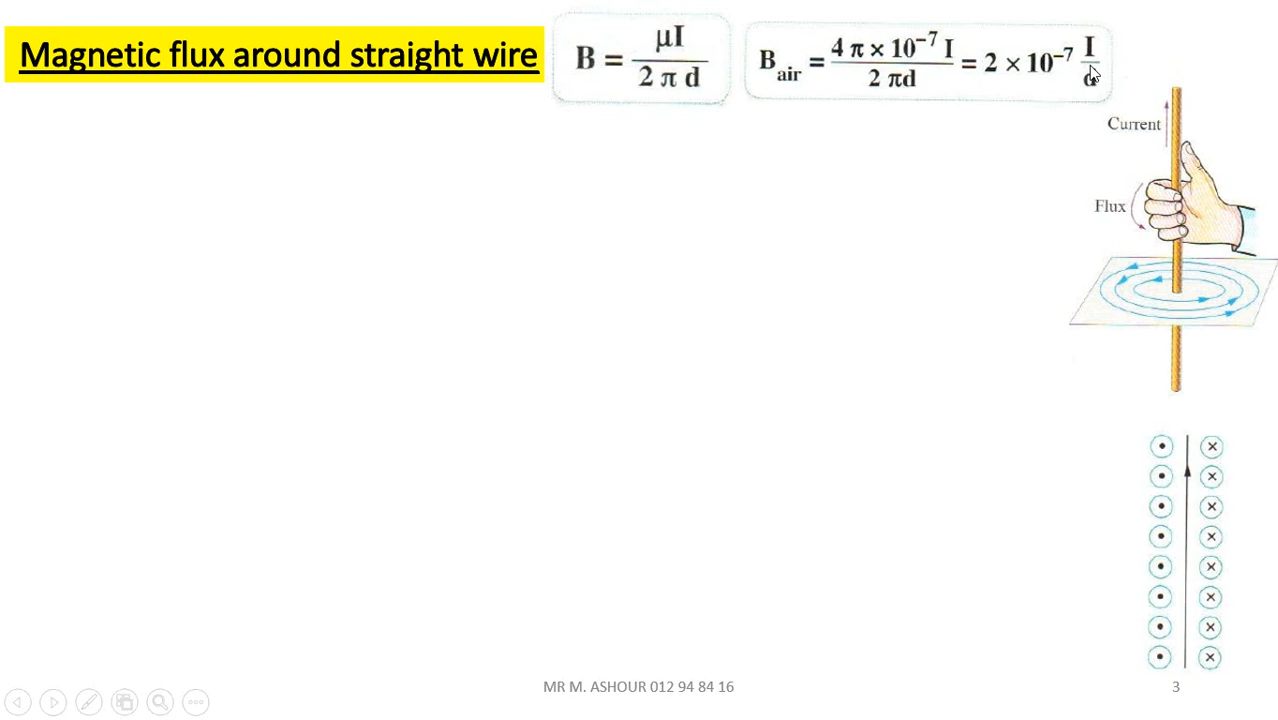 Magnetic flux around straight wire
B = μI / 2 π d
B air = 4 π × 10⁻⁷ I / 2 πd = 2 × 10⁻⁷ I / d
Current
Flux
MR M. ASHOUR 012 94 84 16
3